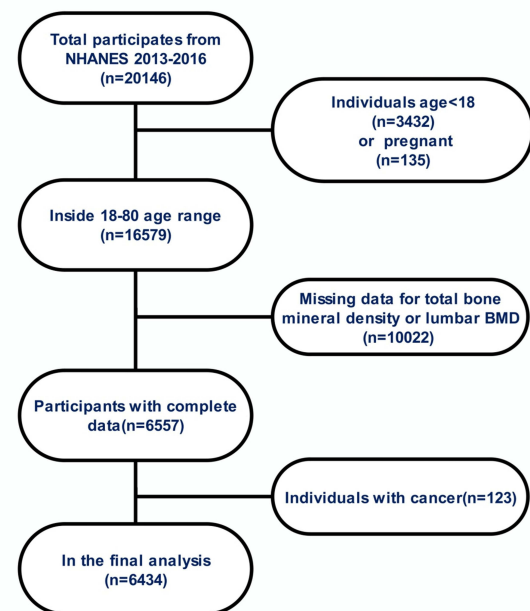 Total participates from
NHANES 2013-2016
(n=20146)
Individuals age<18
(n=3432)
or pregnant
(n=135)
Inside 18-80 age range
(n=16579)
Missing data for total bone
mineral density or lumbar BMD
(n=10022)
Participants with complete
data(n=6557)
Individuals with cancer(n=123)
In the final analysis
(n=6434)